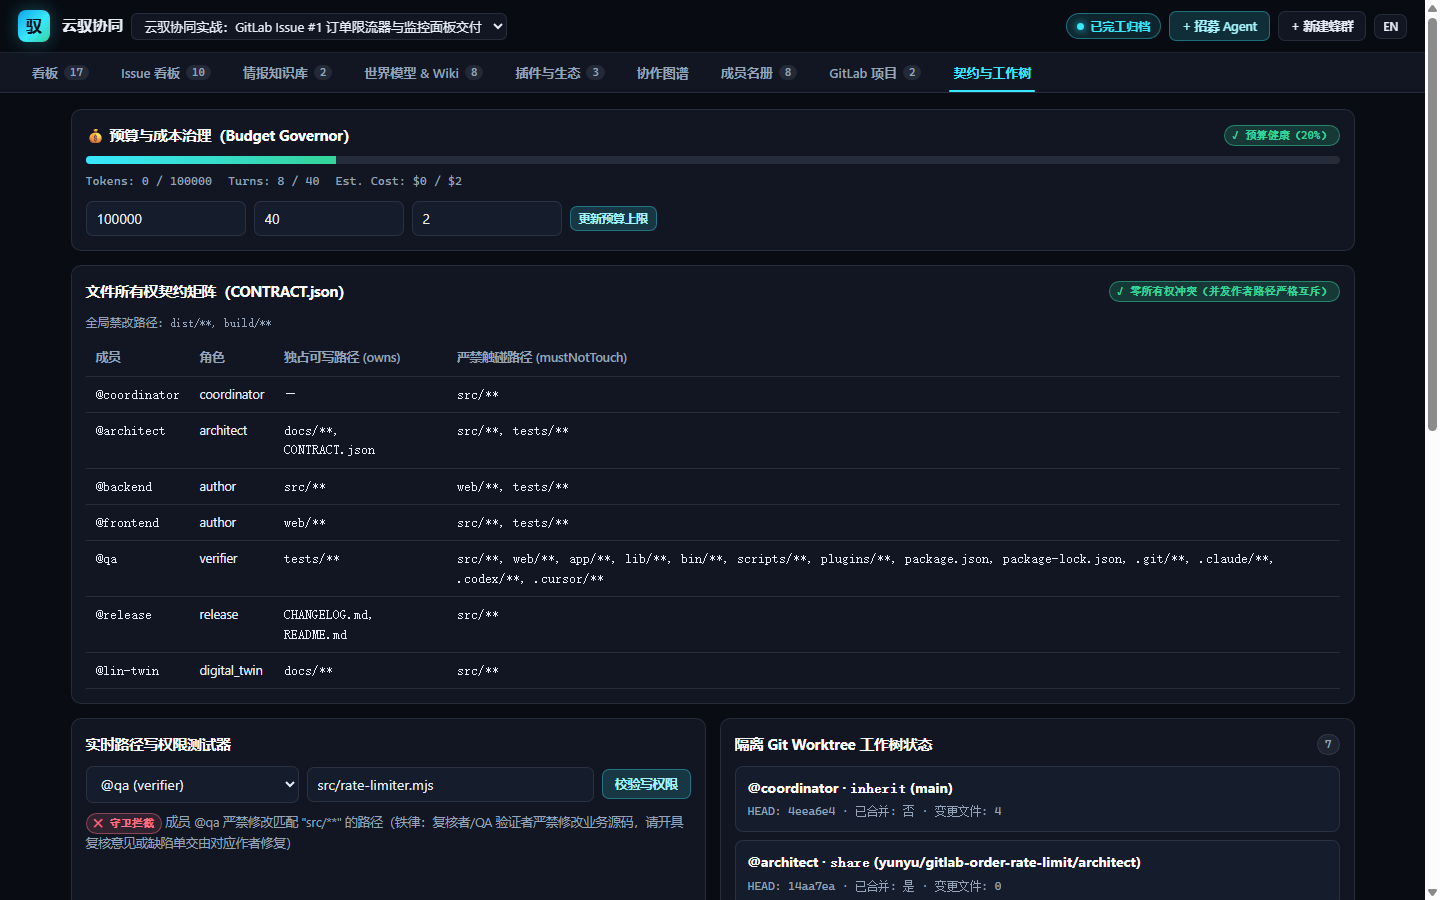 驭 云驭协同 云驭协同实战：GitLab Issue #1 订单限流器与监控面板交付 已完工归档 + 招募 Agent + 新建蜂群 EN
看板 17 Issue 看板 10 情报知识库 2 世界模型 & Wiki 8 插件与生态 3 协作图谱 成员名册 8 GitLab 项目 2 契约与工作树
💰 预算与成本治理（Budget Governor） ✓ 预算健康（20%）
Tokens: 0 / 100000 Turns: 8 / 40 Est. Cost: $0 / $2
100000 40 2 更新预算上限
文件所有权契约矩阵（CONTRACT.json） ✓ 零所有权冲突（并发作者路径严格互斥）
全局禁改路径：dist/**, build/**
成员 角色 独占可写路径 (owns) 严禁触碰路径 (mustNotTouch)
@coordinator coordinator — src/**
@architect architect docs/**, src/**, tests/**
CONTRACT.json
@backend author src/** web/**, tests/**
@frontend author web/** src/**, tests/**
@qa verifier tests/** src/**, web/**, app/**, lib/**, bin/**, scripts/**, plugins/**, package.json, package-lock.json, .git/**, .claude/**,
.codex/**, .cursor/**
@release release CHANGELOG.md, src/**
README.md
@lin-twin digital_twin docs/** src/**
实时路径写权限测试器
@qa (verifier) src/rate-limiter.mjs 校验写权限
✕ 守卫拦截 成员 @qa 严禁修改匹配 "src/**" 的路径（铁律：复核者/QA 验证者严禁修改业务源码，请开具
复核意见或缺陷单交由对应作者修复）
隔离 Git Worktree 工作树状态 7
@coordinator · inherit (main)
HEAD: 4eea6e4 · 已合并: 否 · 变更文件: 4
@architect · share (yunyu/gitlab-order-rate-limit/architect)
HEAD: 14aa7ea · 已合并: 是 · 变更文件: 0